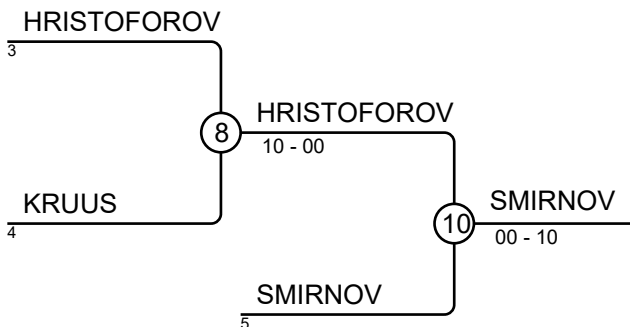 HRISTOFOROV
3
8
HRISTOFOROV
10 - 00
KRUUS
4
10
SMIRNOV
00 - 10
SMIRNOV
5